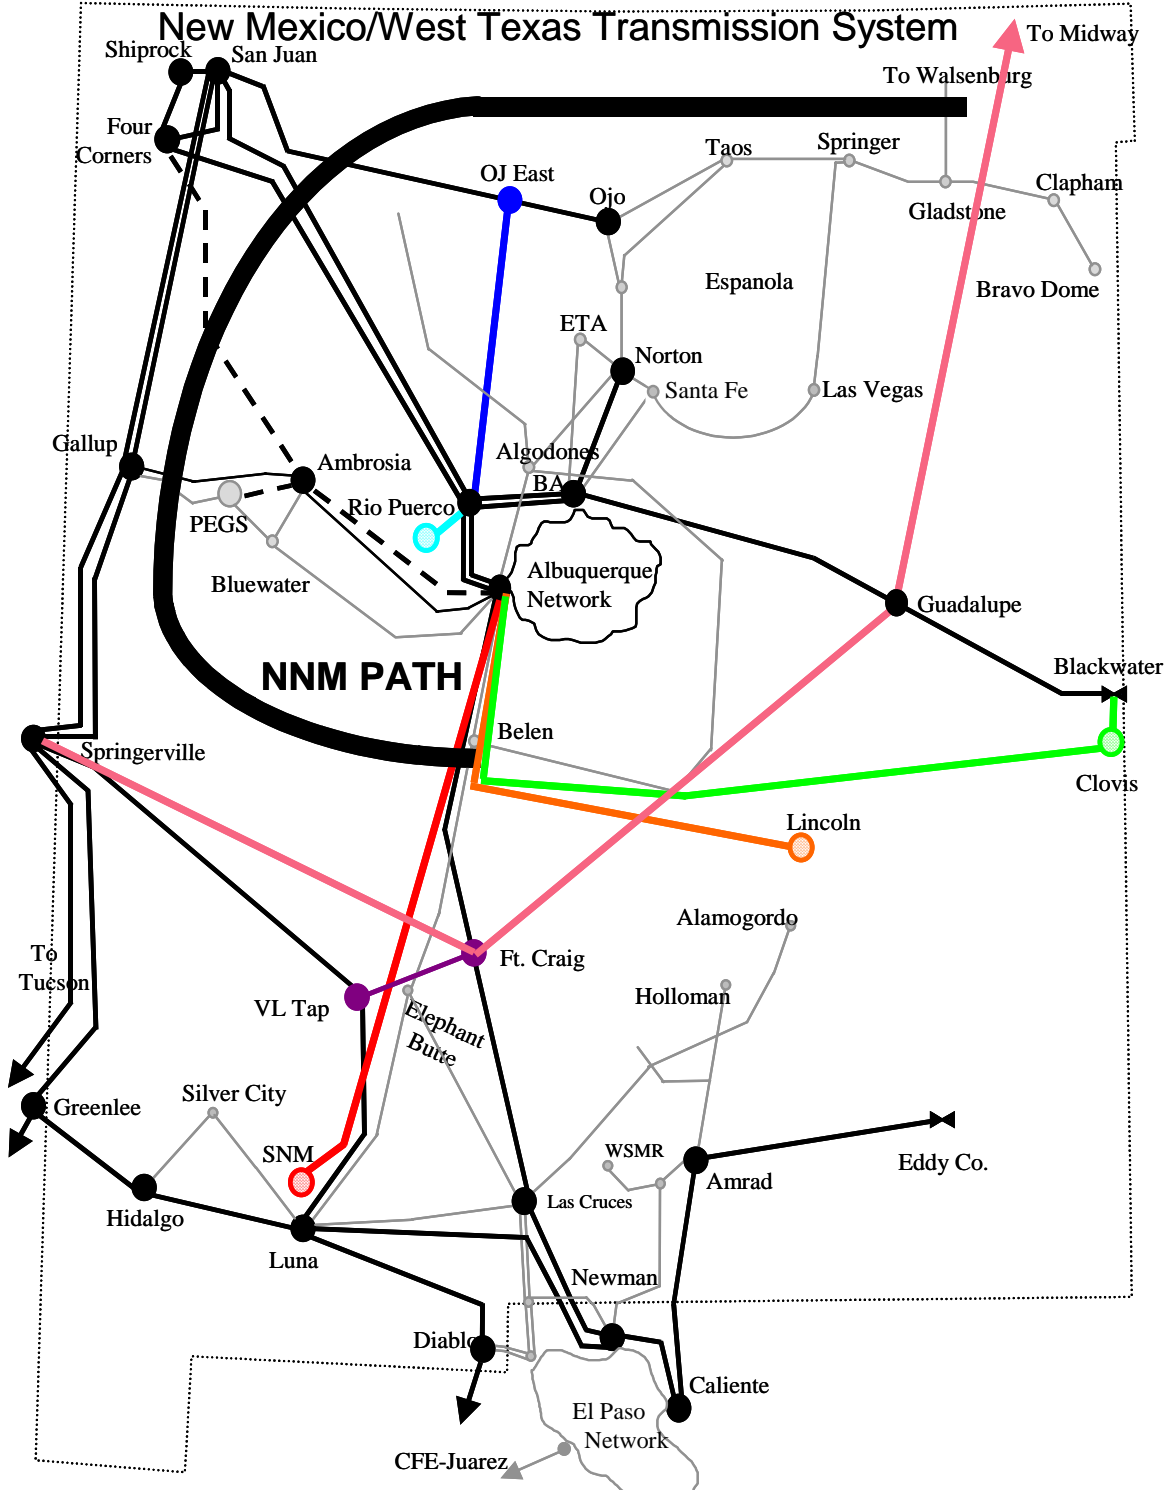 New Mexico/West Texas Transmission System
To Midway
Shiprock
San Juan
To Walsenburg
Four
Corners
Taos
Springer
OJ East
Ojo
Clapham
Gladstone
Espanola
Bravo Dome
ETA
Norton
Santa Fe
Las Vegas
Gallup
Ambrosia
Algodones
BA
Rio Puerco
PEGS
Bluewater
Albuquerque
Network
Guadalupe
NNM PATH
Blackwater
Belen
Springerville
Clovis
Lincoln
Alamogordo
To
Tucson
Ft. Craig
VL Tap
Holloman
Elephant
Butte
Silver City
Greenlee
SNM
WSMR
Eddy Co.
Amrad
Hidalgo
Las Cruces
Luna
Newman
Diablo
Caliente
El Paso
Network
CFE-Juarez